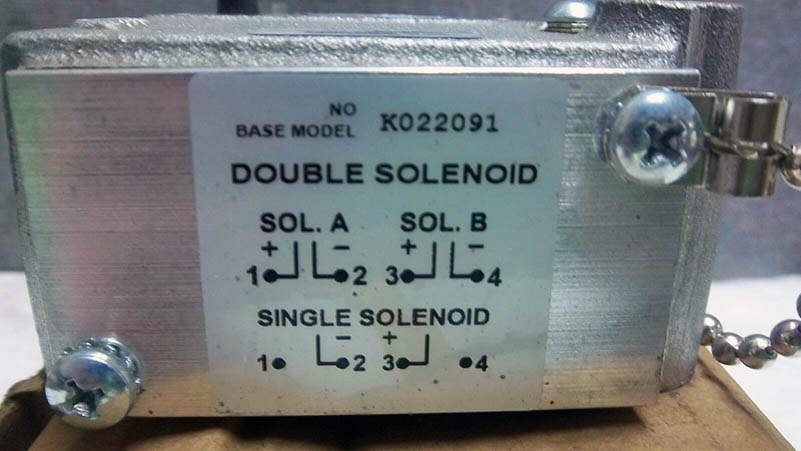 NO
BASE MODEL K022091
DOUBLE SOLENOID
SOL. A SOL. B
+ − + −
1 2 3 4
SINGLE SOLENOID
− +
1 2 3 4